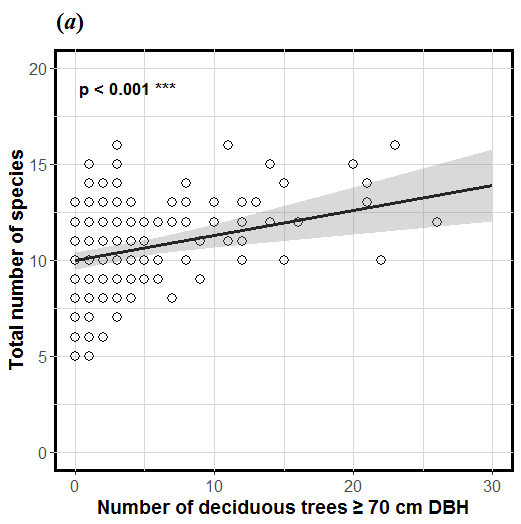 (a)
p < 0.001 ***
Total number of species
20
15
10
5
0
0 10 20 30
Number of deciduous trees ≥ 70 cm DBH